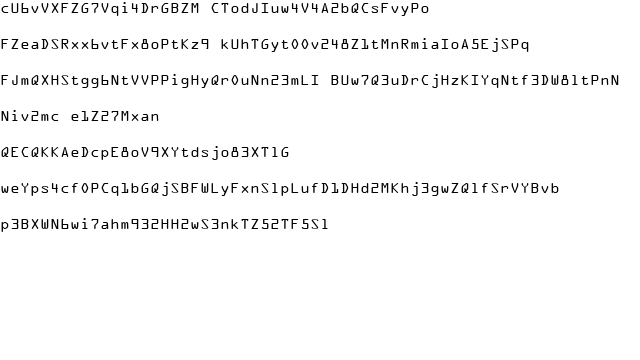 cU6vVXFZG7Vqi4DrGBZM CTodJIuw4V4A2bQCsFvyPo
FZeaDSRxx6vtFx8oPtKz9 kUhTGyt00v248Z1tMnRmiaIoA5EjSPq
FJmQXHStgg6NtVVPPigHyQr0uNn23mLI BUw7Q3uDrCjHzKIYqNtf3DW81tPnN
Niv2mc e1Z27Mxan
QECQKKAeDcpE8oV9XYtdsjo83XT1G
weYps4cf0PCq1bGQjSBFWLyFxnS1pLufD1DHd2MKhj3gwZQ1fSrVYBvb
p3BXWN6wi7ahm932HH2wS3nkTZ52TF5S1